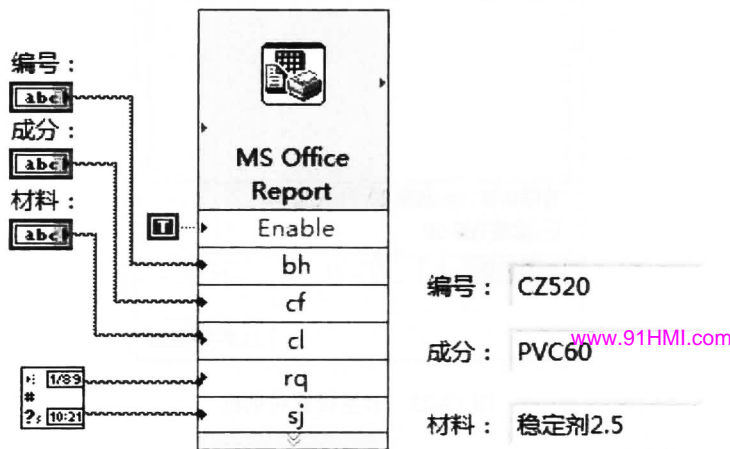 编号：
abc
成分：
abc
材料：
abc
MS Office
Report
T
Enable
bh
cf
cl
rq
sj
1/89
#
?
10:21
编号： CZ520
成分： PVC60
材料： 稳定剂2.5
www.91HMI.com